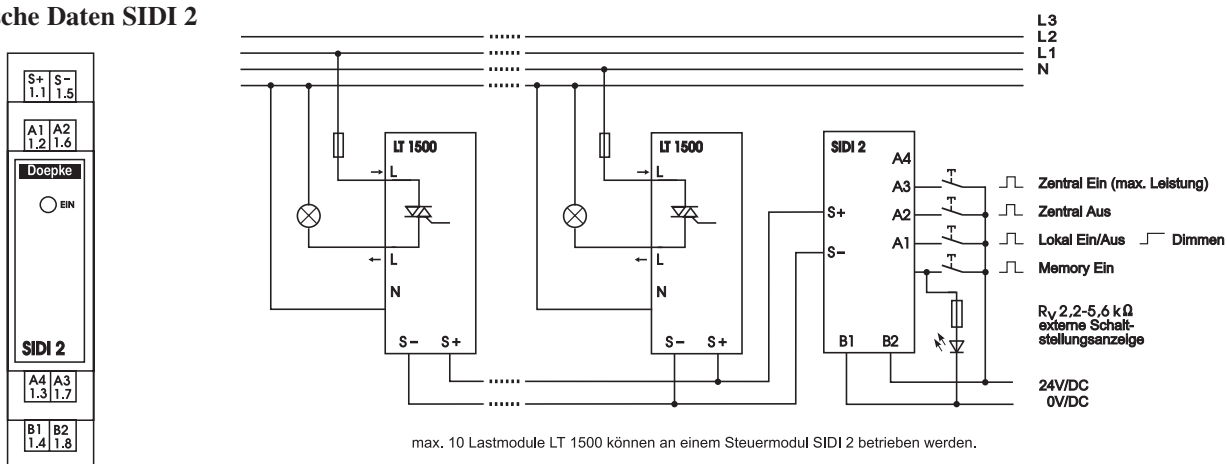 sche Daten SIDI 2
S+ S-
1.1 1.5
A1 A2
1.2 1.6
Doepke
EIN
SIDI 2
A4 A3
1.3 1.7
B1 B2
1.4 1.8
L3
L2
L1
N
LT 1500
L
L
N
S- S+
LT 1500
L
L
N
S- S+
SIDI 2
A4
A3
A2
A1
S+
S-
B1 B2
Zentral Ein (max. Leistung)
Zentral Aus
Lokal Ein/Aus Dimmen
Memory Ein
RV 2,2-5,6 kΩ
externe Schalt-
stellungsanzeige
24V/DC
0V/DC
max. 10 Lastmodule LT 1500 können an einem Steuermodul SIDI 2 betrieben werden.